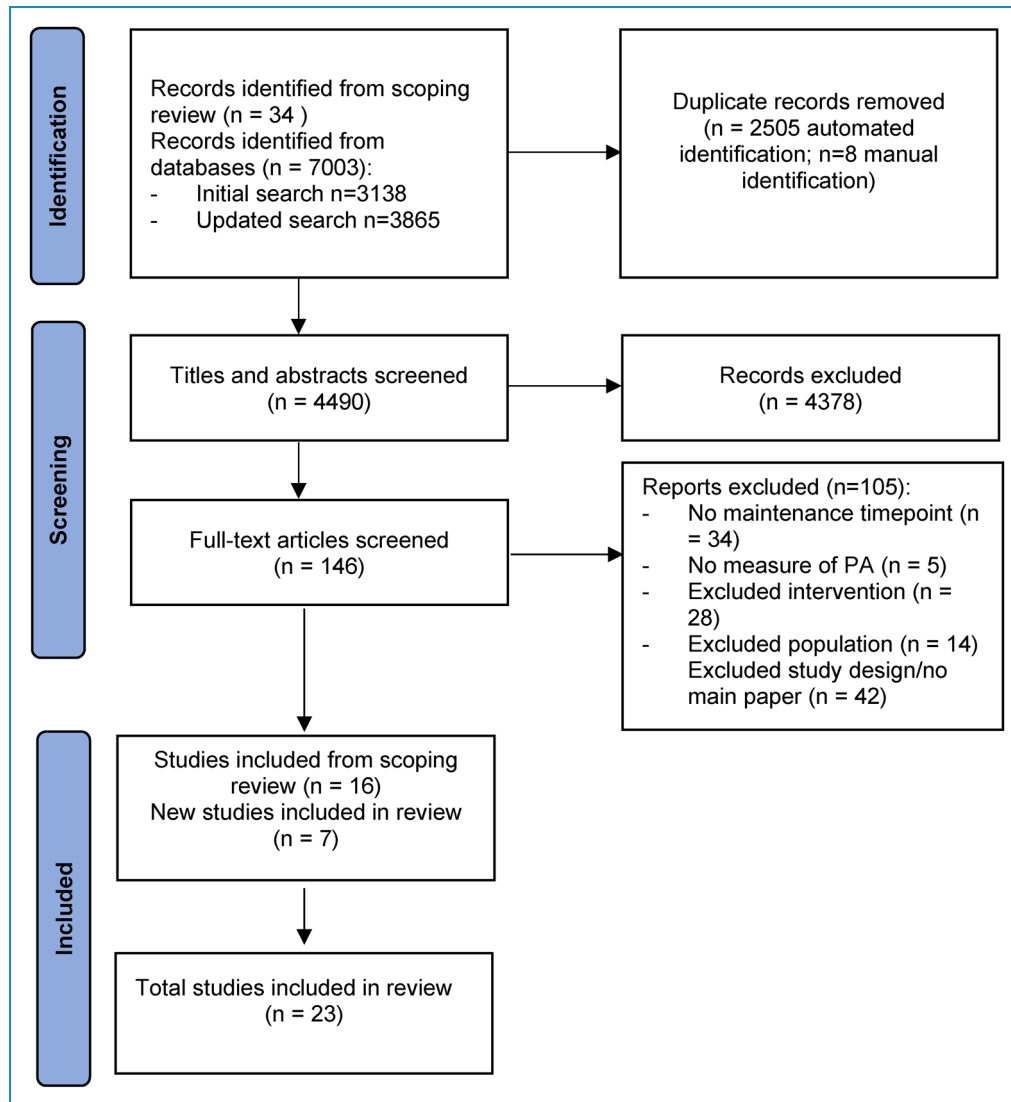 Identification
Records identified from scoping
review (n = 34 )
Records identified from
databases (n = 7003):
- Initial search n=3138
- Updated search n=3865
Duplicate records removed
(n = 2505 automated
identification; n=8 manual
identification)
Screening
Titles and abstracts screened
(n = 4490)
Records excluded
(n = 4378)
Full-text articles screened
(n = 146)
Reports excluded (n=105):
- No maintenance timepoint (n
= 34)
- No measure of PA (n = 5)
- Excluded intervention (n =
28)
- Excluded population (n = 14)
Excluded study design/no
main paper (n = 42)
Included
Studies included from scoping
review (n = 16)
New studies included in review
(n = 7)
Total studies included in review
(n = 23)